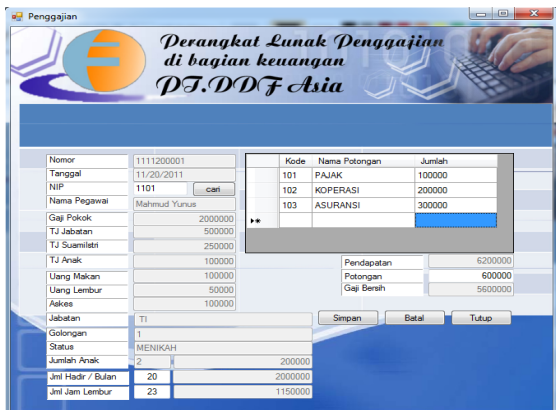 Penggajian
Perangkat Lunak Penggajian
di bagian keuangan
PT.DDF Asia
Nomor 1111200001
Tanggal 11/20/2011
NIP 1101 cari
Nama Pegawai Mahmud Yunus
Gaji Pokok 2000000
TJ Jabatan 500000
TJ Suamilstri 250000
TJ Anak 100000
Uang Makan 100000
Uang Lembur 50000
Askes 100000
Jabatan TI
Golongan 1
Status MENIKAH
Jumlah Anak 2 200000
Jml Hadir / Bulan 20 2000000
Jml Jam Lembur 23 1150000
Kode Nama Potongan Jumlah
101 PAJAK 100000
102 KOPERASI 200000
103 ASURANSI 300000
Pendapatan 6200000
Potongan 600000
Gaji Bersih 5600000
Simpan Batal Tutup